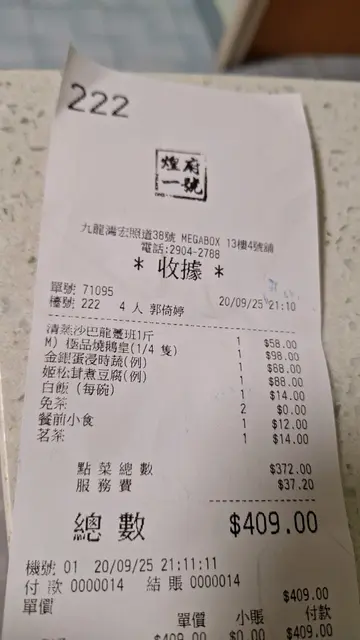 222
煌府
一號
九龍灣宏照道38號 MEGABOX 13樓4號舖
電話:2904-2788
* 收據 *
單號 71095
檯號 222 4 人 郭倚婷 20/09/25 21:10
清蒸沙巴龍躉班1斤 1 $58.00
M) 極品燒鵝皇(1/4 隻) 1 $98.00
金銀蛋浸時蔬(例) 1 $88.00
姬松茸煮豆腐(例) 1 $88.00
白飯 (每碗) 1 $14.00
免茶 2 $0.00
餐前小食 1 $12.00
茗茶 1 $14.00
點菜總數 $372.00
服務費 $37.20
總數 $409.00
機號 01 20/09/25 21:11:11
付款 0000014 結賬 0000014
單價 $409.00
單價 小賬 付款
$409.00 $0.00 $409.00